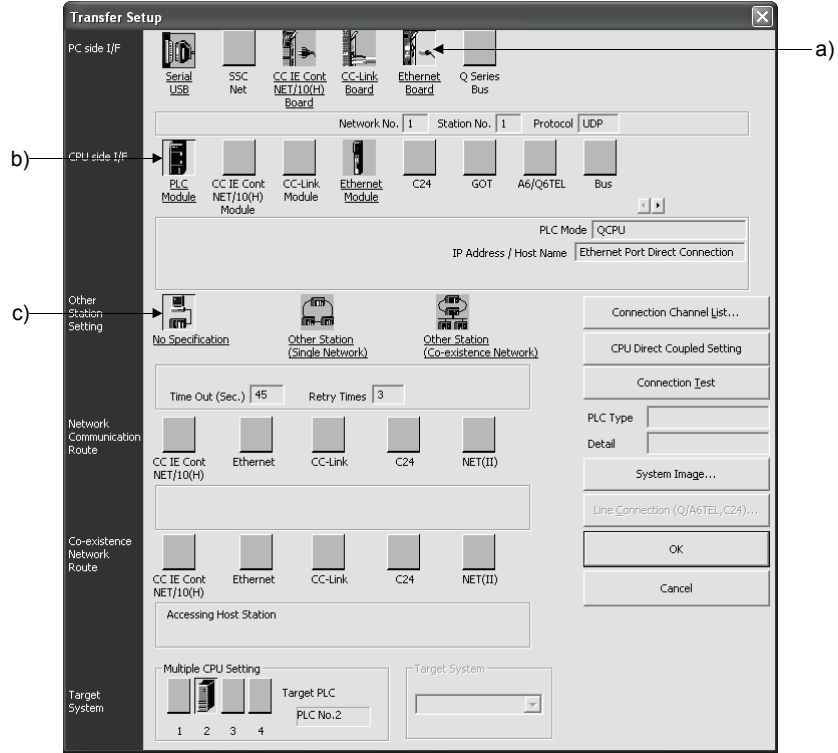 Transfer Setup
PC side I/F
Serial
USB
SSC
Net
CC IE Cont
NET/10(H)
Board
CC-Link
Board
Ethernet
Board
Q Series
Bus
a)
Network No. 1 Station No. 1 Protocol UDP
b)
CPU side I/F
PLC
Module
CC IE Cont
NET/10(H)
Module
CC-Link
Module
Ethernet
Module
C24
GOT
A6/Q6TEL
Bus
PLC Mode QCPU
IP Address / Host Name Ethernet Port Direct Connection
c)
Other
Station
Setting
No Specification
Other Station
(Single Network)
Other Station
(Co-existence Network)
Time Out (Sec.) 45 Retry Times 3
Connection Channel List...
CPU Direct Coupled Setting
Connection Test
PLC Type
Detail
System Image...
Line Connection (Q/A6TEL,C24)...
OK
Cancel
Network
Communication
Route
CC IE Cont
NET/10(H)
Ethernet
CC-Link
C24
NET(II)
Co-existence
Network
Route
CC IE Cont
NET/10(H)
Ethernet
CC-Link
C24
NET(II)
Accessing Host Station
Target
System
Multiple CPU Setting
1 2 3 4
Target PLC
PLC No.2
Target System